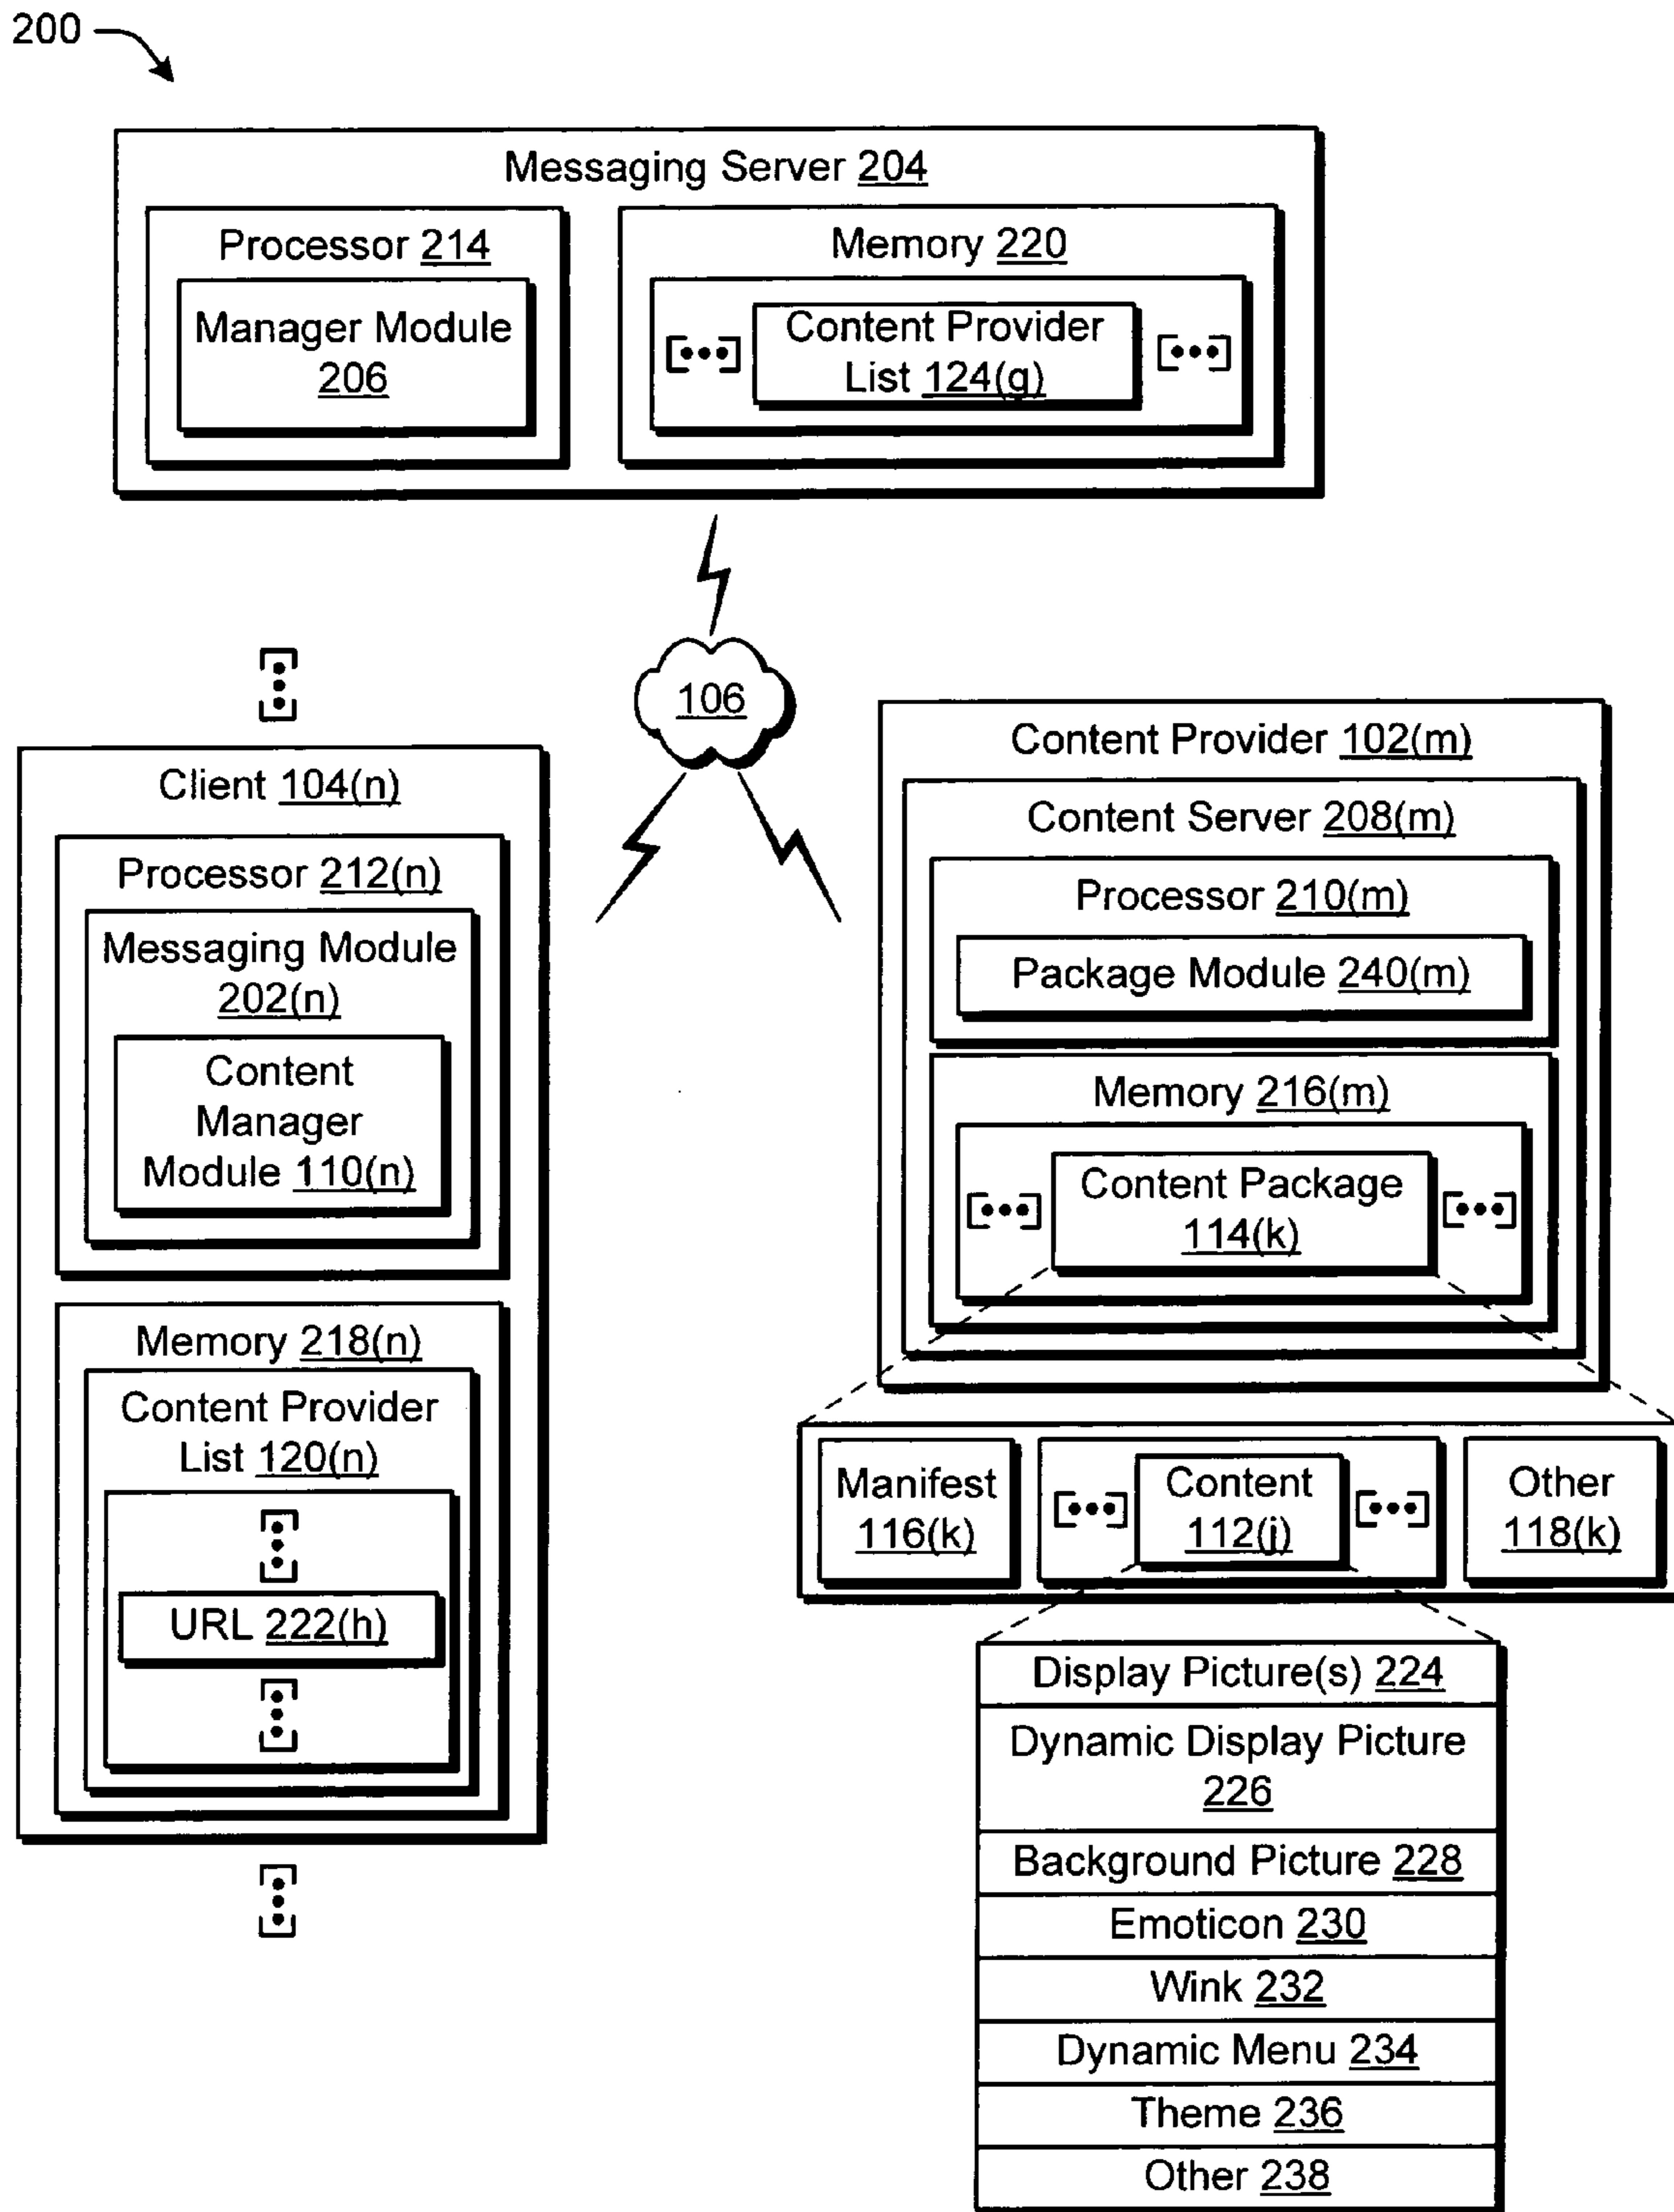 200
Messaging Server 204
Processor 214
Manager Module
206
Memory 220
[•••]
Content Provider
List 124(g)
[•••]
106
Client 104(n)
Processor 212(n)
Messaging Module
202(n)
Content
Manager
Module 110(n)
Memory 218(n)
Content Provider
List 120(n)
URL 222(h)
Content Provider 102(m)
Content Server 208(m)
Processor 210(m)
Package Module 240(m)
Memory 216(m)
[•••]
Content Package
114(k)
[•••]
Manifest
116(k)
[•••]
Content
112(j)
[•••]
Other
118(k)
Display Picture(s) 224
Dynamic Display Picture
226
Background Picture 228
Emoticon 230
Wink 232
Dynamic Menu 234
Theme 236
Other 238